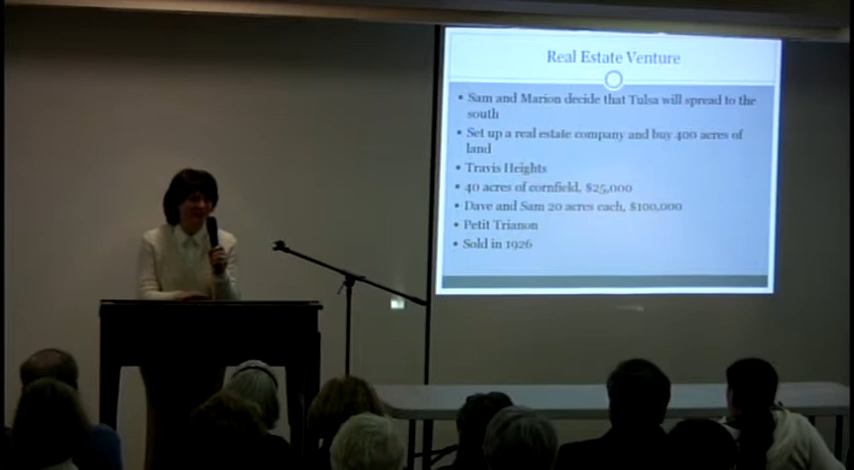 Real Estate Venture
• Sam and Marion decide that Tulsa will spread to the
south
• Set up a real estate company and buy 400 acres of
land
• Travis Heights
• 40 acres of cornfield, $25,000
• Dave and Sam 20 acres each, $100,000
• Petit Trianon
• Sold in 1926